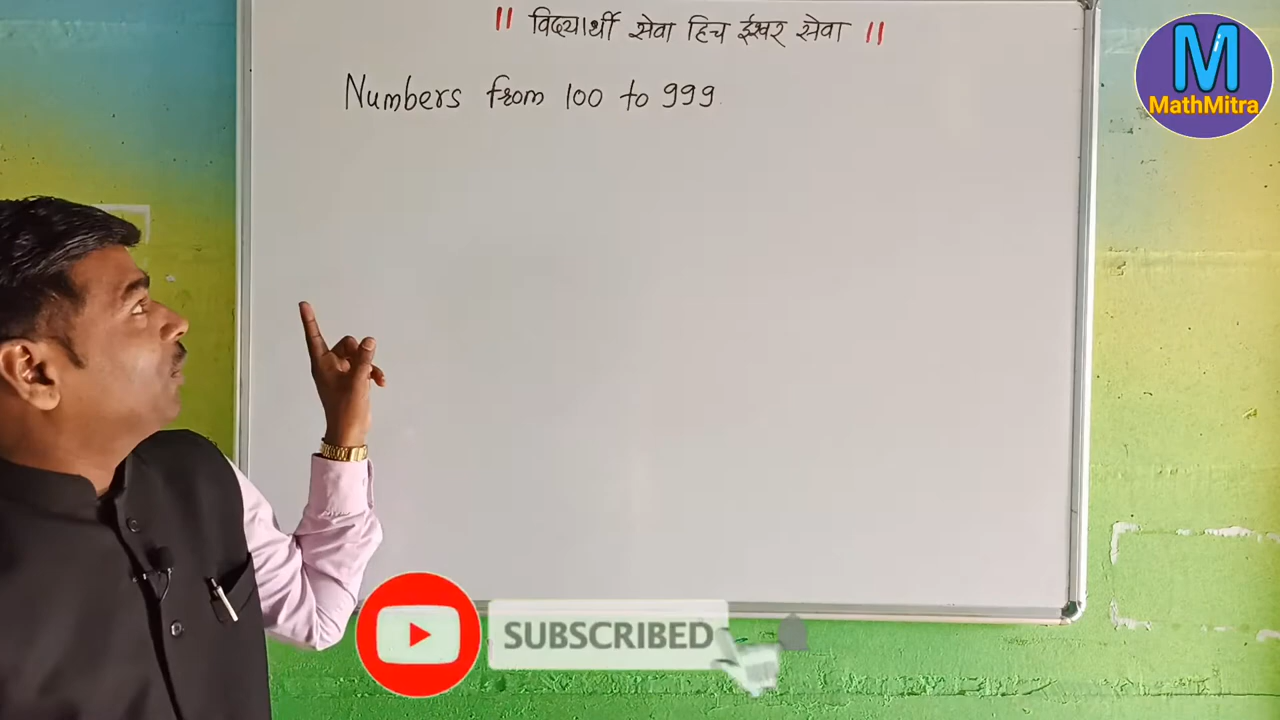 || विद्यार्थी सेवा हिच ईश्वर सेवा ||
Numbers from 100 to 999.
M
MathMitra
SUBSCRIBED